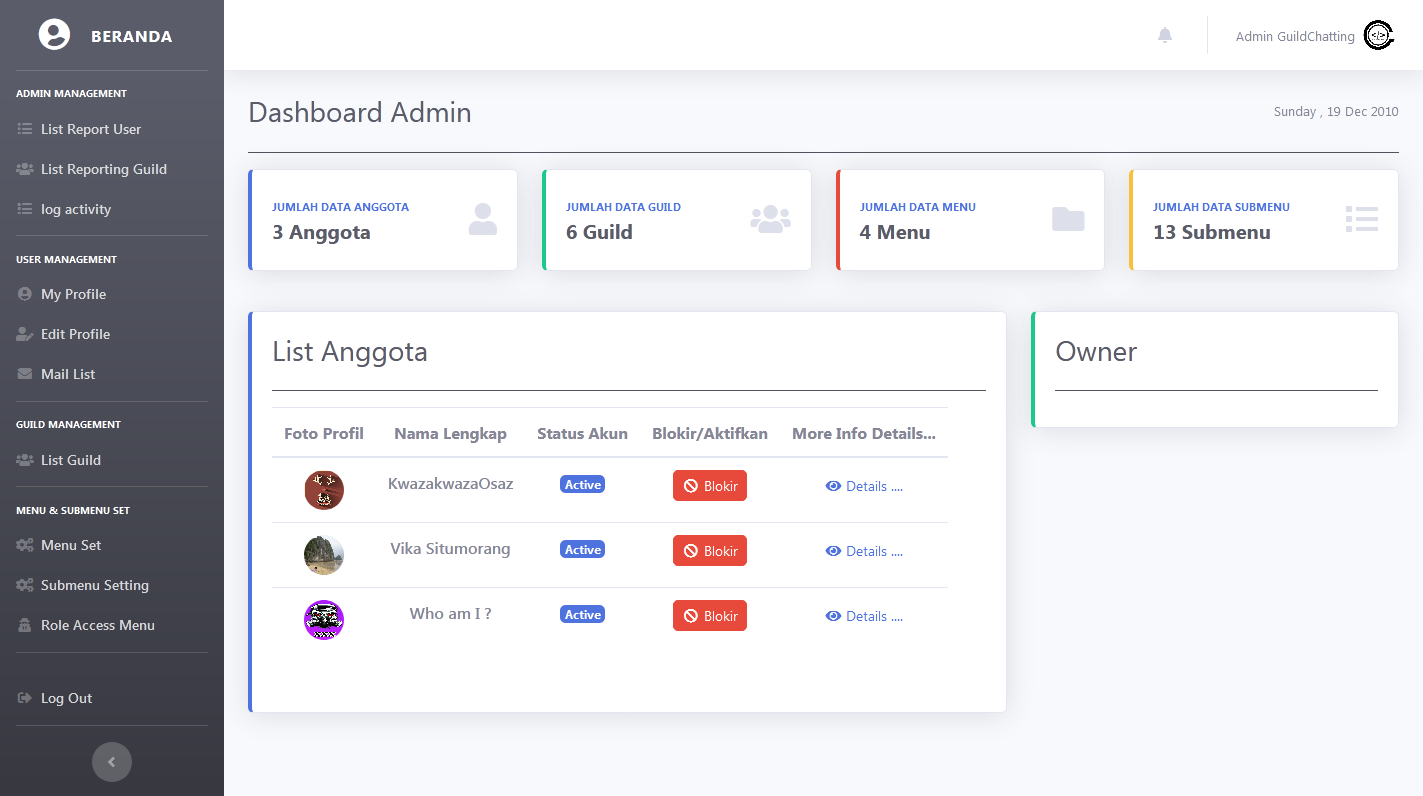 BERANDA
ADMIN MANAGEMENT
List Report User
List Reporting Guild
log activity
USER MANAGEMENT
My Profile
Edit Profile
Mail List
GUILD MANAGEMENT
List Guild
MENU & SUBMENU SET
Menu Set
Submenu Setting
Role Access Menu
Log Out
Admin GuildChatting
</>
Dashboard Admin
Sunday , 19 Dec 2010
JUMLAH DATA ANGGOTA
3 Anggota
JUMLAH DATA GUILD
6 Guild
JUMLAH DATA MENU
4 Menu
JUMLAH DATA SUBMENU
13 Submenu
List Anggota
Foto Profil Nama Lengkap Status Akun Blokir/Aktifkan More Info Details...
KwazakwazaOsaz Active Blokir Details ....
Vika Situmorang Active Blokir Details ....
Who am I ? Active Blokir Details ....
Owner